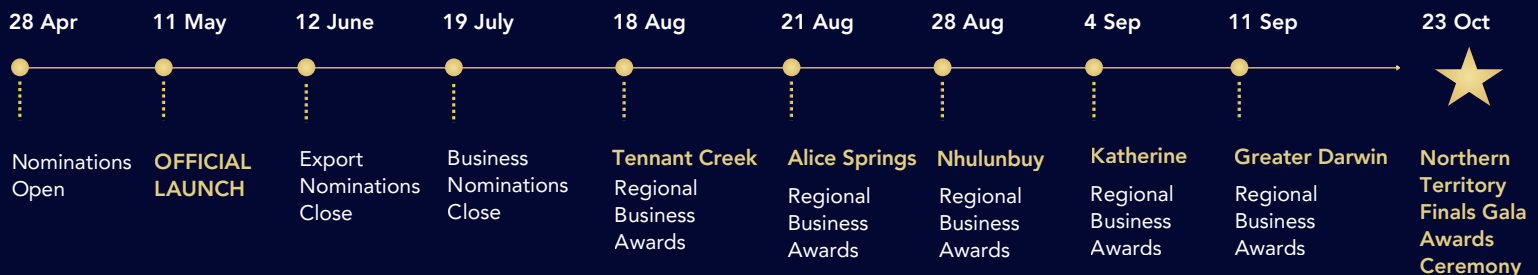 28 Apr
11 May
12 June
19 July
18 Aug
21 Aug
28 Aug
4 Sep
11 Sep
23 Oct
Nominations
Open
OFFICIAL
LAUNCH
Export
Nominations
Close
Business
Nominations
Close
Tennant Creek
Regional
Business
Awards
Alice Springs
Regional
Business
Awards
Nhulunbuy
Regional
Business
Awards
Katherine
Regional
Business
Awards
Greater Darwin
Regional
Business
Awards
Northern
Territory
Finals Gala
Awards
Ceremony